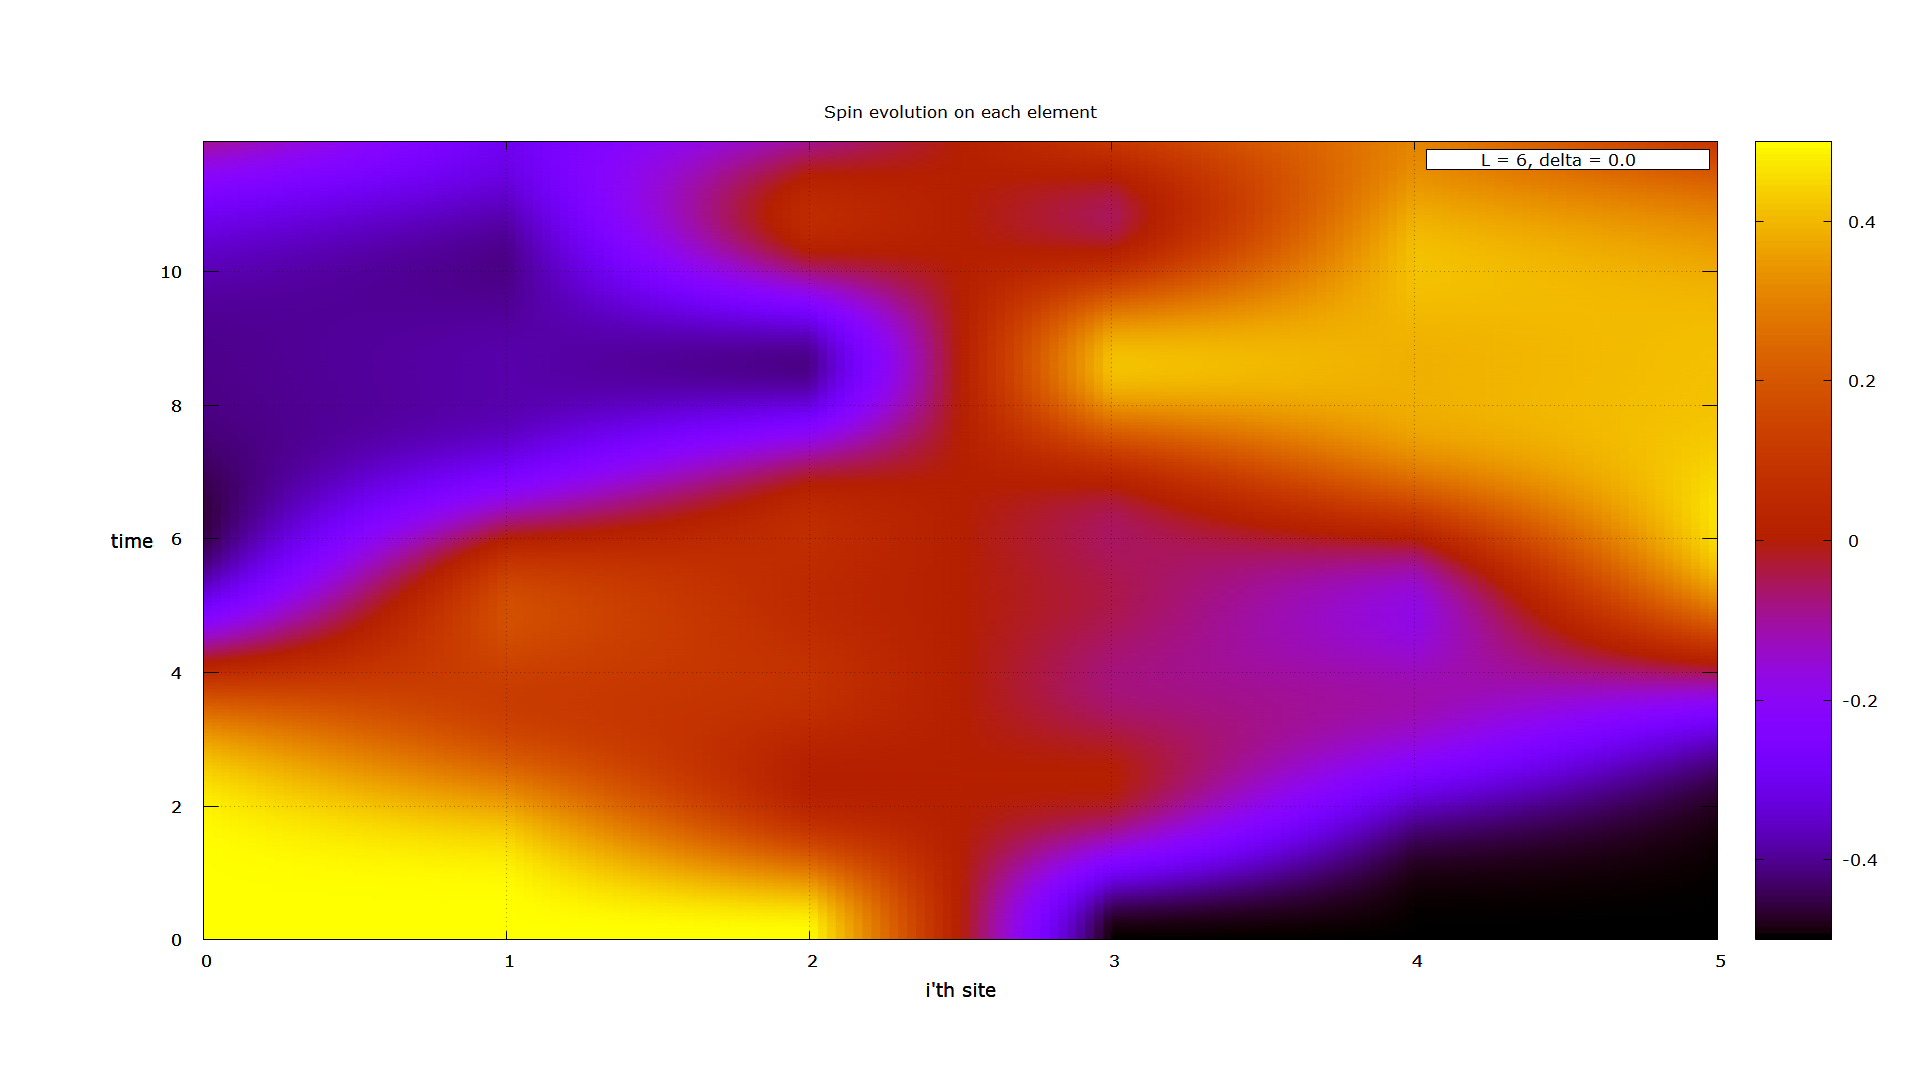 Spin evolution on each element
L = 6, delta = 0.0
0.4
10
0.2
8
time
6
0
4
-0.2
2
-0.4
0
0 1 2 3 4 5
i'th site